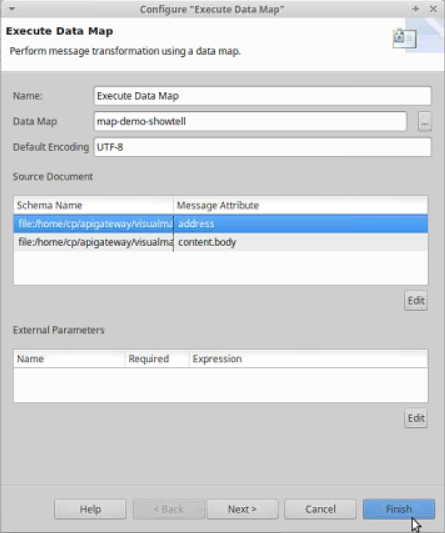 Configure "Execute Data Map"
Execute Data Map
Perform message transformation using a data map.
Name: Execute Data Map
Data Map map-demo-showtell ...
Default Encoding UTF-8
Source Document
Schema Name Message Attribute
file:/home/cp/apigateway/visualma address
file:/home/cp/apigateway/visualma content.body
Edit
External Parameters
Name Required Expression
Edit
Help < Back Next > Cancel Finish